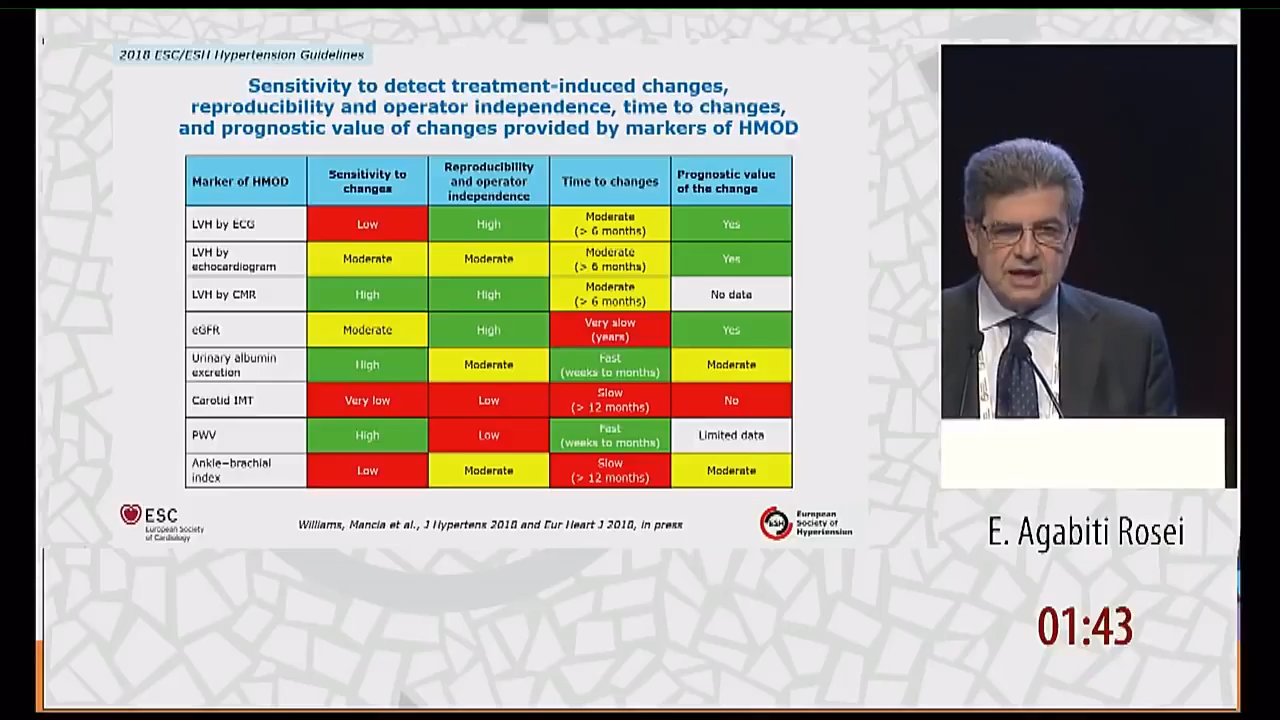 2018 ESC/ESH Hypertension Guidelines
Sensitivity to detect treatment-induced changes,
reproducibility and operator independence, time to changes,
and prognostic value of changes provided by markers of HMOD
Marker of HMOD
Sensitivity to
changes
Reproducibility
and operator
independence
Time to changes
Prognostic value
of the change
LVH by ECG
Low
High
Moderate
(> 6 months)
Yes
LVH by
echocardiogram
Moderate
Moderate
Moderate
(> 6 months)
Yes
LVH by CMR
High
High
Moderate
(> 6 months)
No data
eGFR
Moderate
High
Very slow
(years)
Yes
Urinary albumin
excretion
High
Moderate
Fast
(weeks to months)
Moderate
Carotid IMT
Very low
Low
Slow
(> 12 months)
No
PWV
High
Low
Fast
(weeks to months)
Limited data
Ankle–brachial
index
Low
Moderate
Slow
(> 12 months)
Moderate
ESC
European Society
of Cardiology
Williams, Mancia et al., J Hypertens 2018 and Eur Heart J 2018, in press
ESH
European
Society of
Hypertension
E. Agabiti Rosei
01:43